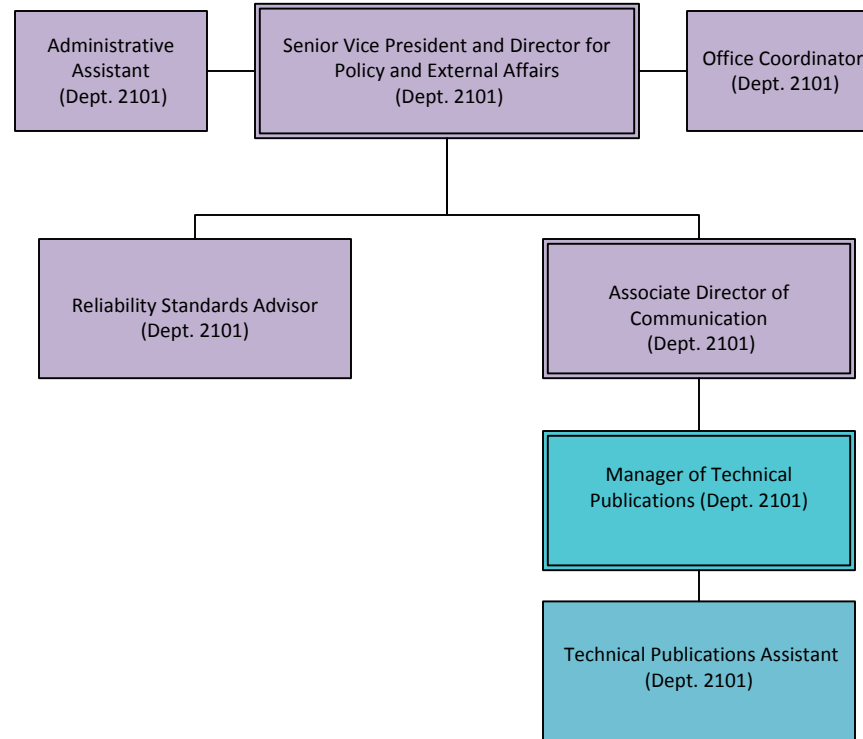 Administrative
Assistant
(Dept. 2101)
Senior Vice President and Director for
Policy and External Affairs
(Dept. 2101)
Office Coordinator
(Dept. 2101)
Reliability Standards Advisor
(Dept. 2101)
Associate Director of
Communication
(Dept. 2101)
Manager of Technical
Publications (Dept. 2101)
Technical Publications Assistant
(Dept. 2101)